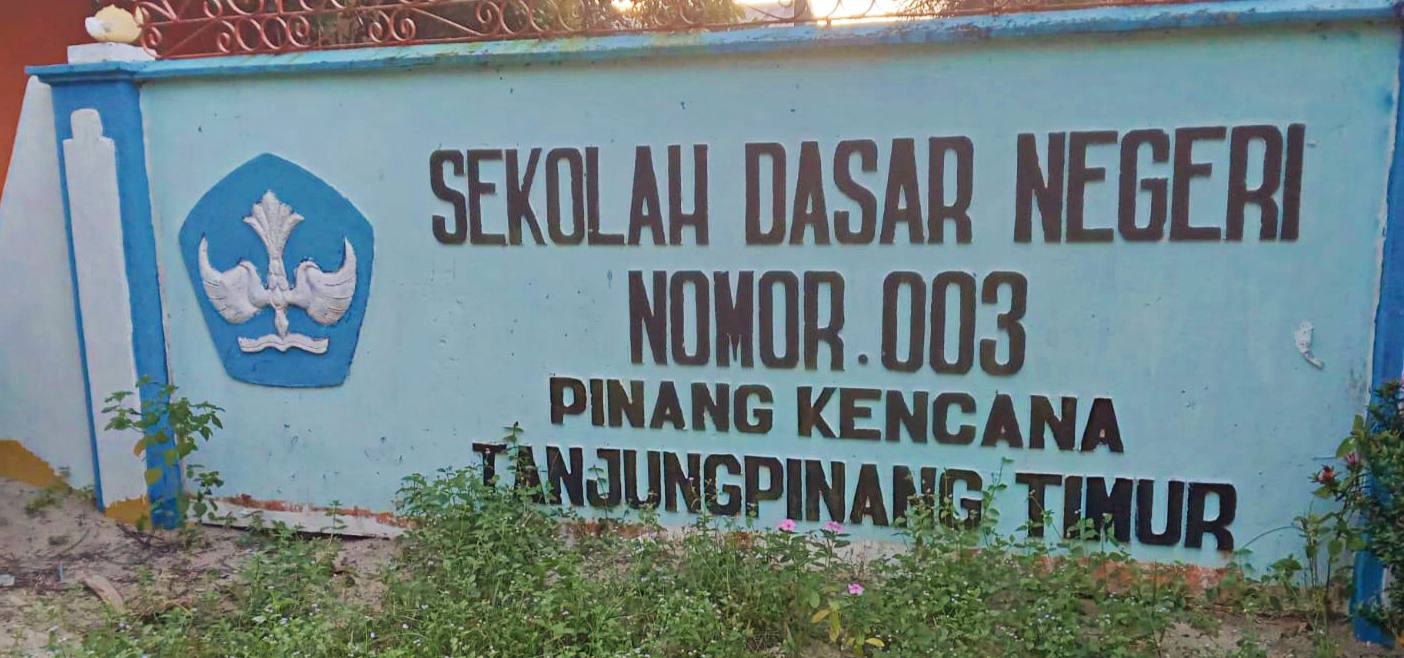 SEKOLAH DASAR NEGERI
NOMOR.003
PINANG KENCANA
TANJUNGPINANG TIMUR